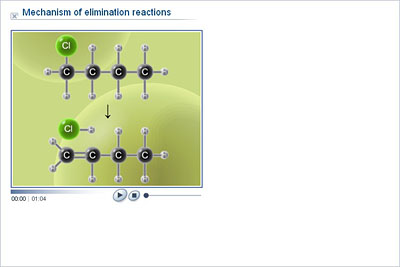 Mechanism of elimination reactions
Cl
C C C C
↓
Cl
C C C C
00:00 | 01:04